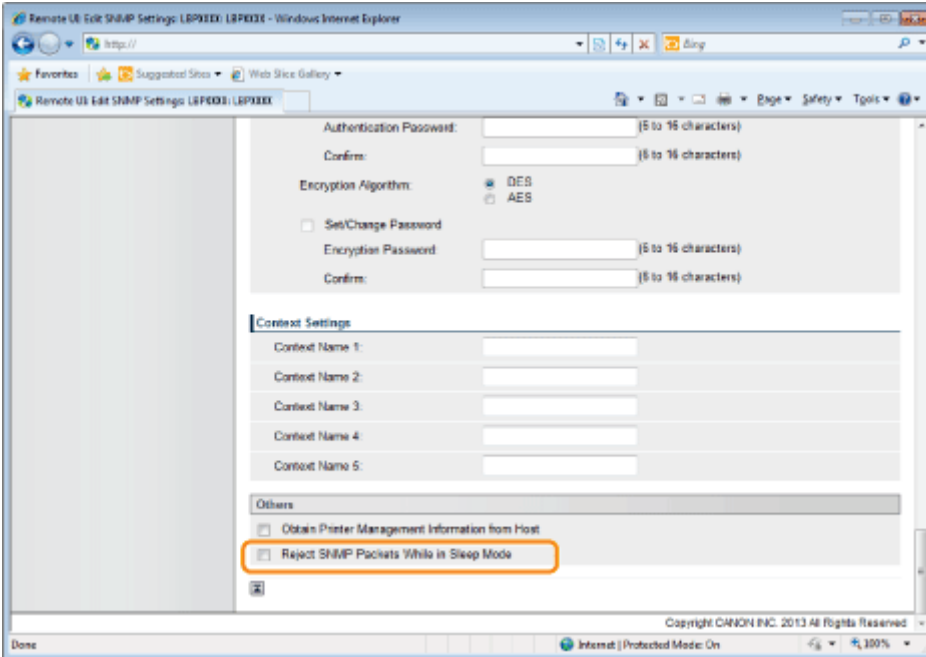 Remote UI: Edit SNMP Settings: LBPXXXX: LBPXXXX - Windows Internet Explorer
http://
Bing
Favorites Suggested Sites Web Slice Gallery
Remote UI: Edit SNMP Settings: LBPXXXX: LBPXXXX
Page Safety Tools
Authentication Password: (6 to 16 characters)
Confirm: (6 to 16 characters)
Encryption Algorithm: DES
AES
Set/Change Password
Encryption Password: (6 to 16 characters)
Confirm: (6 to 16 characters)
Context Settings
Context Name 1:
Context Name 2:
Context Name 3:
Context Name 4:
Context Name 5:
Others
Obtain Printer Management Information from Host
Reject SNMP Packets While in Sleep Mode
Copyright CANON INC. 2013 All Rights Reserved
Done Internet | Protected Mode: On 100%